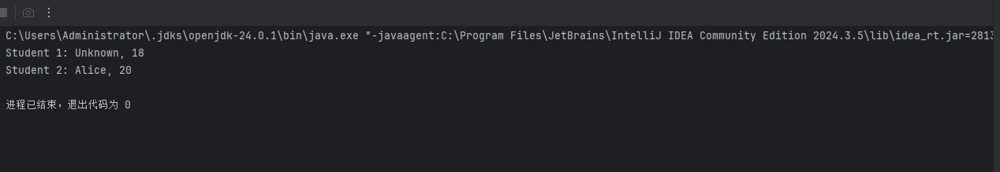 C:\Users\Administrator\.jdks\openjdk-24.0.1\bin\java.exe "-javaagent:C:\Program Files\JetBrains\IntelliJ IDEA Community Edition 2024.3.5\lib\idea_rt.jar=2813
Student 1: Unknown, 18
Student 2: Alice, 20
进程已结束，退出代码为 0